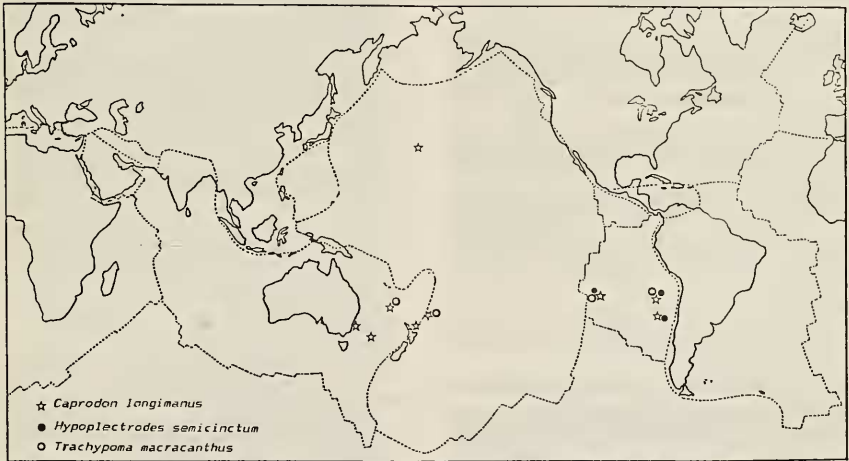 Caprodon longimanus
Hypoplectrodes semicinctum
Trachypoma macracanthus